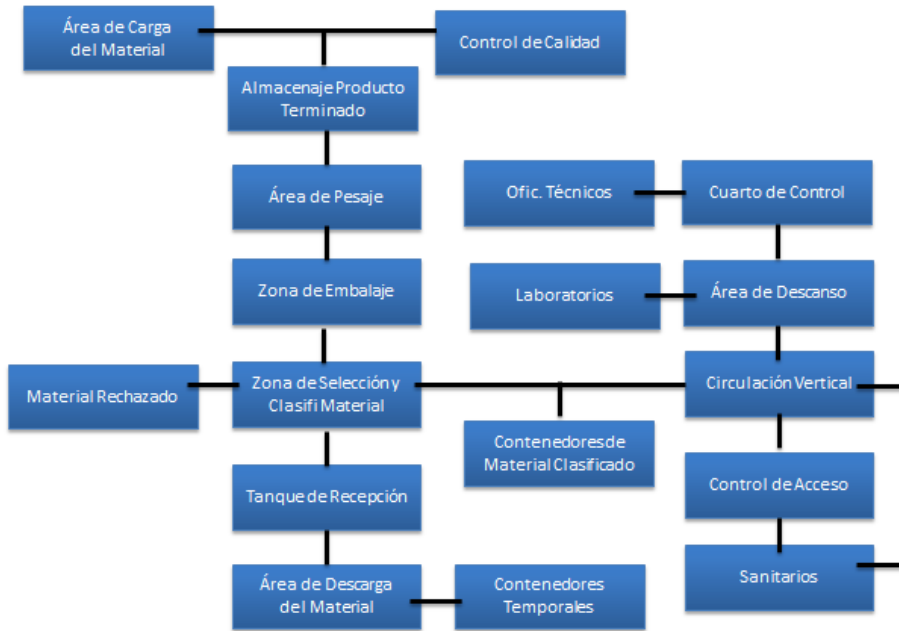 Área de Carga
del Material
Control de Calidad
Almacenaje Producto
Terminado
Área de Pesaje
Ofic. Técnicos
Cuarto de Control
Zona de Embalaje
Laboratorios
Área de Descanso
Material Rechazado
Zona de Selección y
Clasifi Material
Circulación Vertical
Contenedores de
Material Clasificado
Tanque de Recepción
Control de Acceso
Área de Descarga
del Material
Contenedores
Temporales
Sanitarios